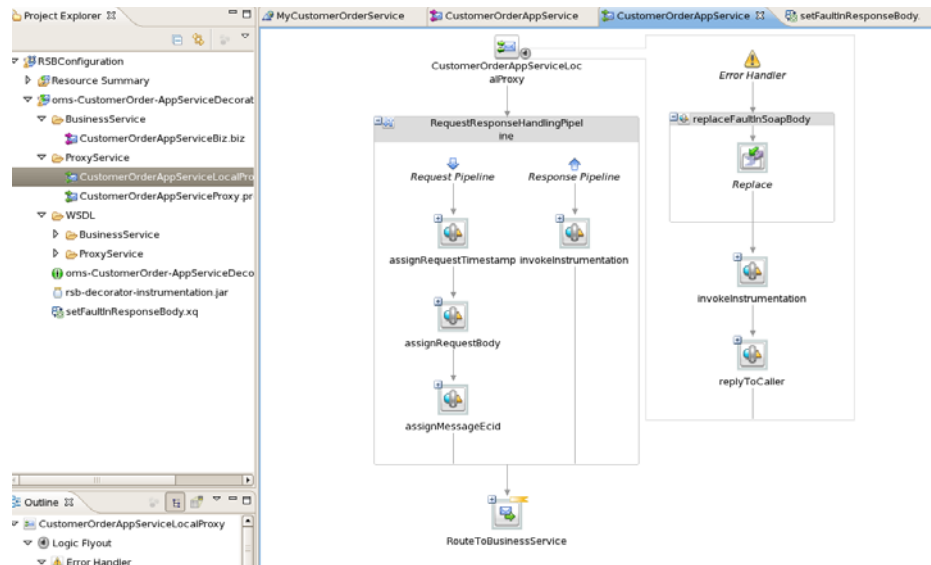 Project Explorer
RSBConfiguration
Resource Summary
oms-CustomerOrder-AppServiceDecorat
BusinessService
CustomerOrderAppServiceBiz.biz
ProxyService
CustomerOrderAppServiceLocalPro
CustomerOrderAppServiceProxy.pr
WSDL
BusinessService
ProxyService
oms-CustomerOrder-AppServiceDeco
rsb-decorator-instrumentation.jar
setFaultInResponseBody.xq
Outline
CustomerOrderAppServiceLocalProxy
Logic Flyout
Error Handler
MyCustomerOrderService
CustomerOrderAppService
CustomerOrderAppService
setFaultInResponseBody.
CustomerOrderAppServiceLoc
alProxy
RequestResponseHandlingPipel
ine
Request Pipeline
Response Pipeline
assignRequestTimestamp
invokeInstrumentation
assignRequestBody
assignMessageEcid
RouteToBusinessService
Error Handler
replaceFaultInSoapBody
Replace
invokeInstrumentation
replyToCaller